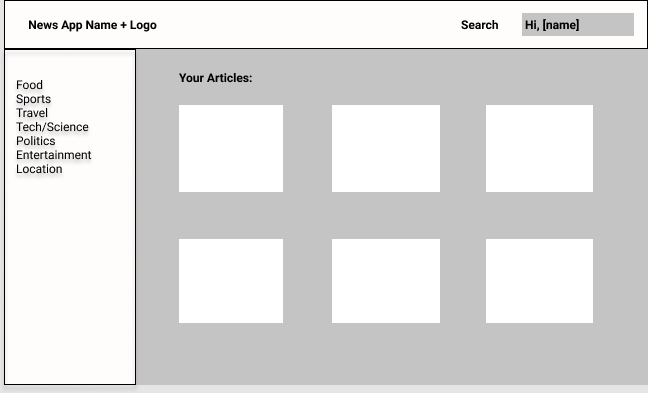 News App Name + Logo
Search
Hi, [name]
Your Articles:
Food
Sports
Travel
Tech/Science
Politics
Entertainment
Location